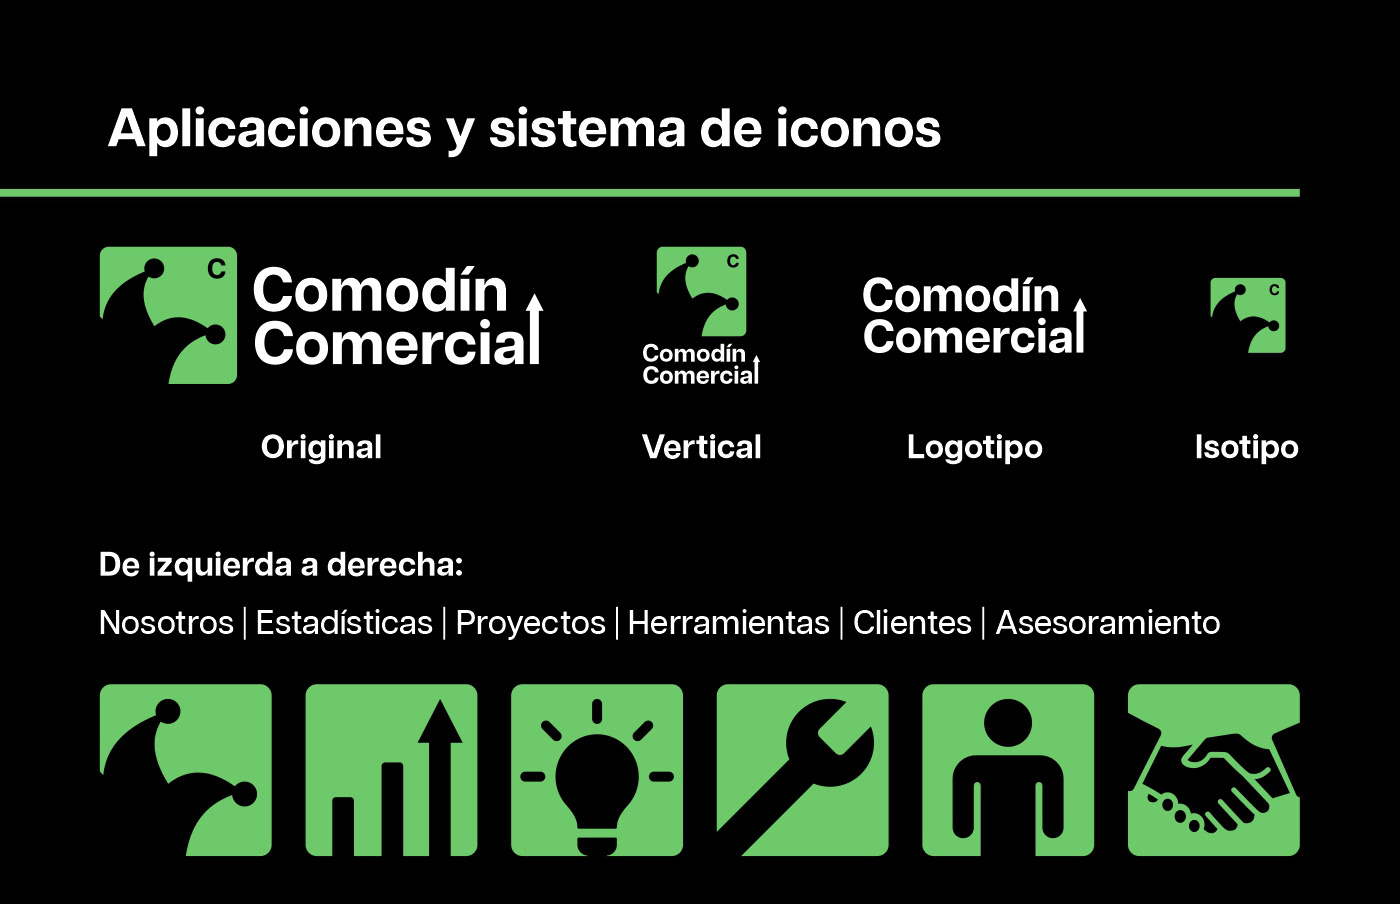 Aplicaciones y sistema de iconos
C
Comodín
Comercial
C
Comodín
Comercial
Comodín
Comercial
C
Original
Vertical
Logotipo
Isotipo
De izquierda a derecha:
Nosotros | Estadísticas | Proyectos | Herramientas | Clientes | Asesoramiento